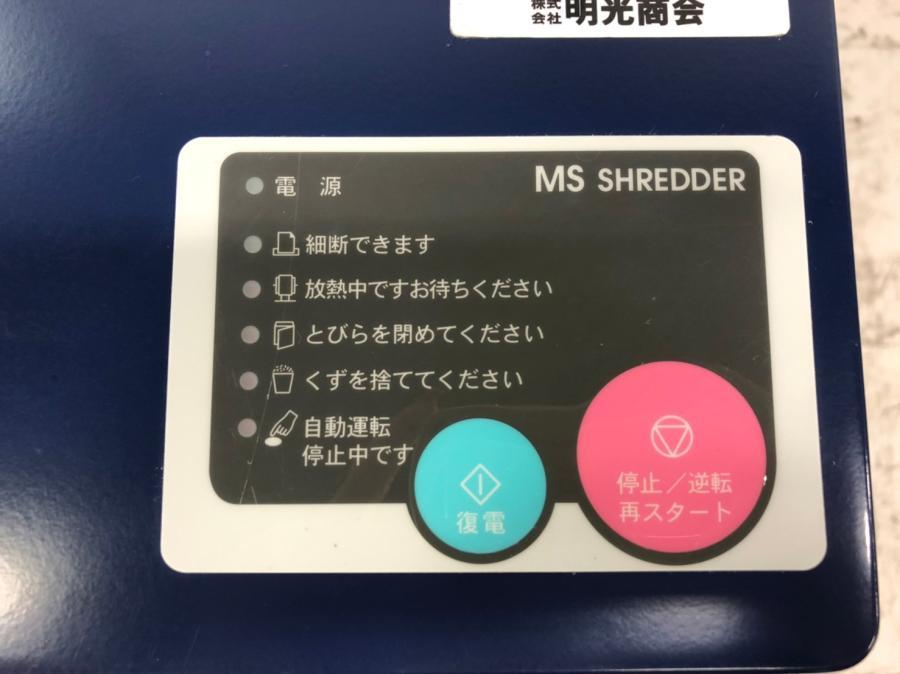 株式会社 明光商会
MS SHREDDER
電 源
細断できます
放熱中ですお待ちください
とびらを閉めてください
くずを捨ててください
自動運転
停止中です
復電
停止／逆転
再スタート